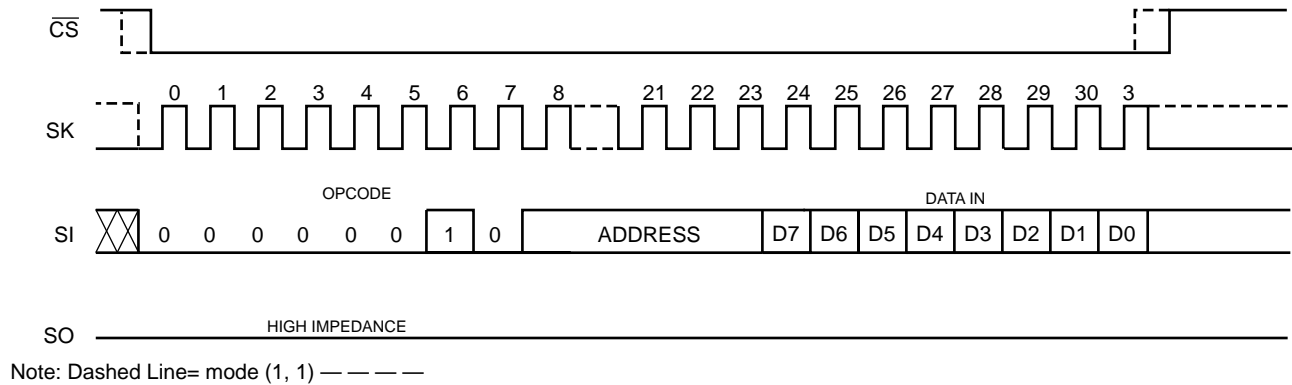 CS
0 1 2 3 4 5 6 7 8 21 22 23 24 25 26 27 28 29 30 3
SK
OPCODE DATA IN
SI 0 0 0 0 0 0 1 0 ADDRESS D7 D6 D5 D4 D3 D2 D1 D0
HIGH IMPEDANCE
SO
Note: Dashed Line= mode (1, 1) — — — —